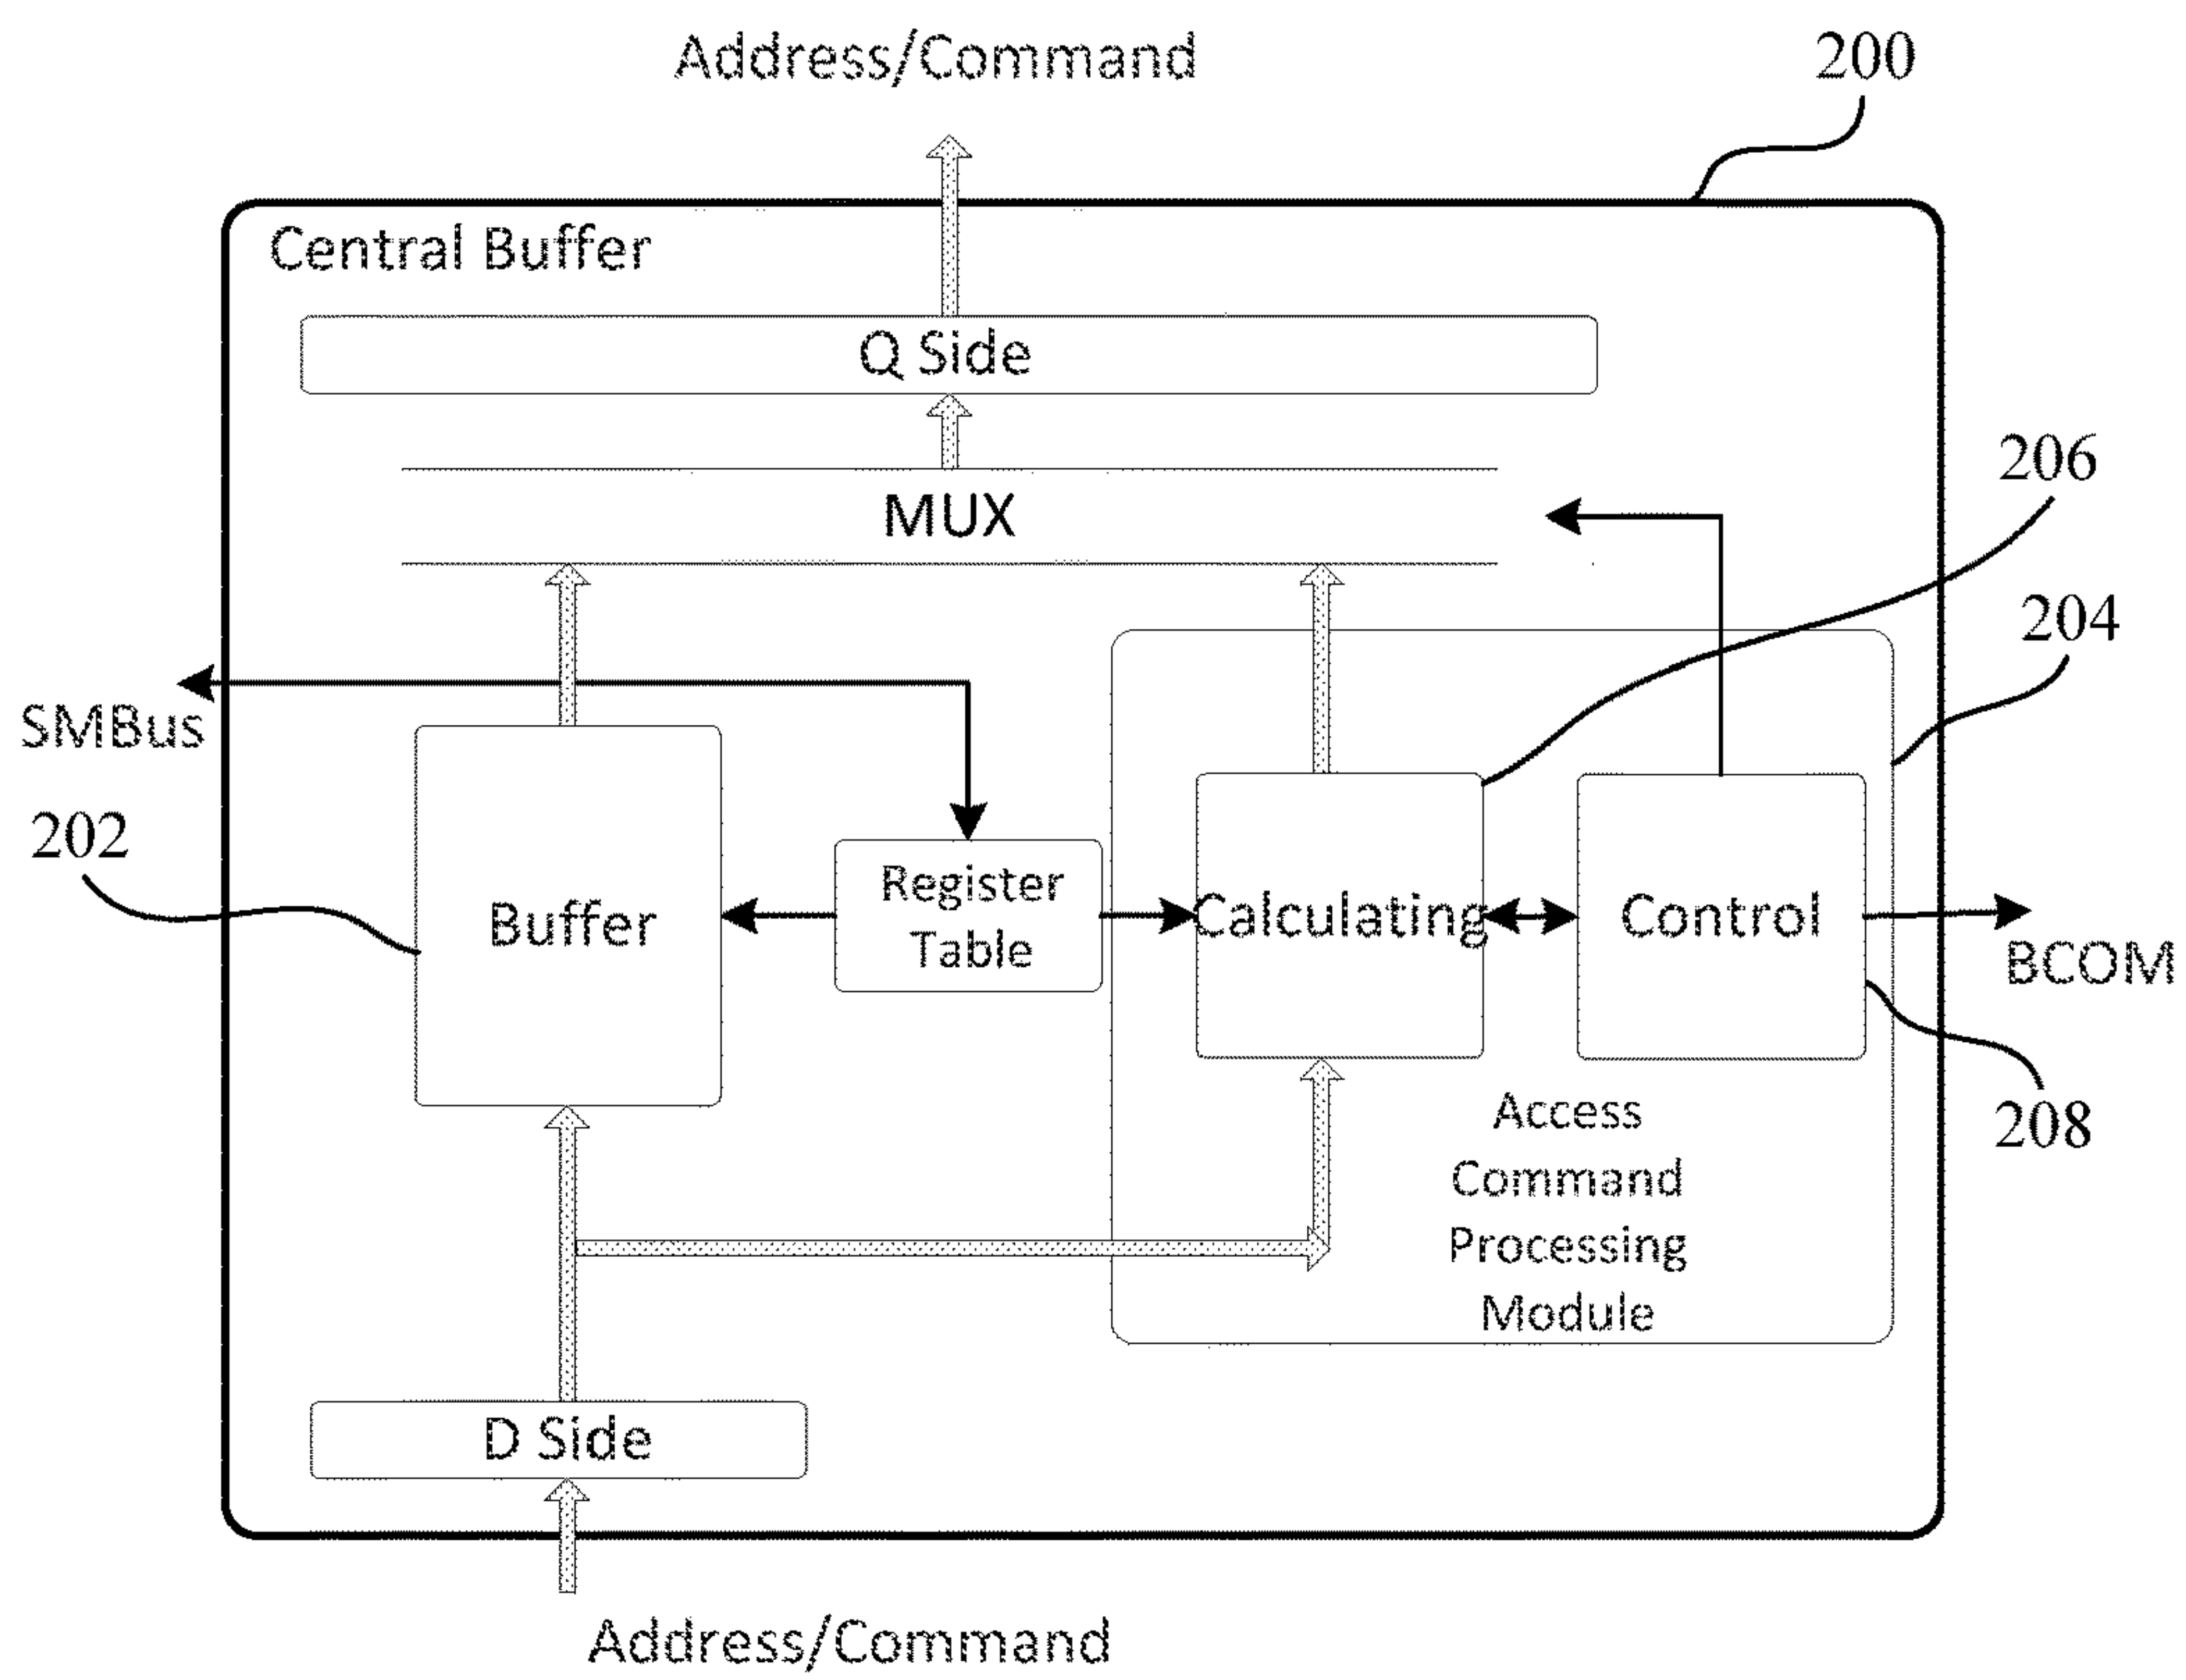 Address/Command
200
Central Buffer
Q Side
MUX
206
204
SMBus
202
Buffer
Register
Table
Calculating
Control
BCOM
208
Access
Command
Processing
Module
D Side
Address/Command